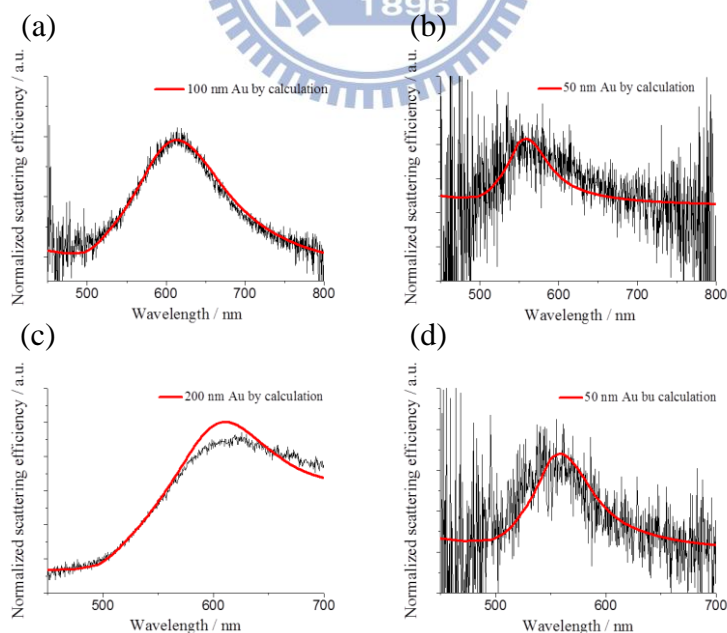 1896
(a)
Normalized scattering efficiency / a.u.
100 nm Au by calculation
500 600 700 800
Wavelength / nm
(b)
Normalized scattering efficiency / a.u.
50 nm Au by calculation
500 600 700 800
Wavelength / nm
(c)
Normalized scattering efficiency / a.u.
200 nm Au by calculation
500 600 700
Wavelength / nm
(d)
Normalized scattering efficiency / a.u.
50 nm Au bu calculation
500 600 700
Wavelength / nm